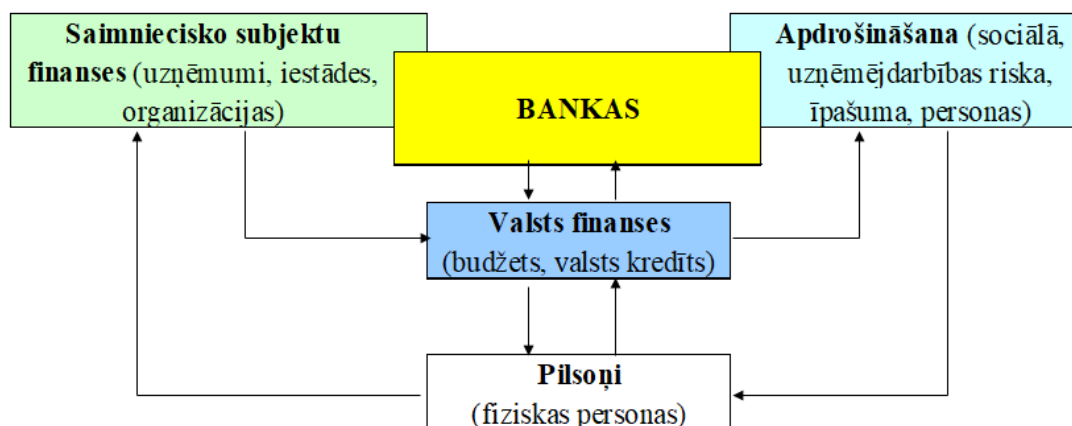 Saimniecisko subjektu
finanses (uzņēmumi, iestādes,
organizācijas)
BANKAS
Apdrošināšana (sociālā,
uzņēmējdarbības riska,
īpašuma, personas)
Valsts finanses
(budžets, valsts kredīts)
Pilsoņi
(fiziskas personas)